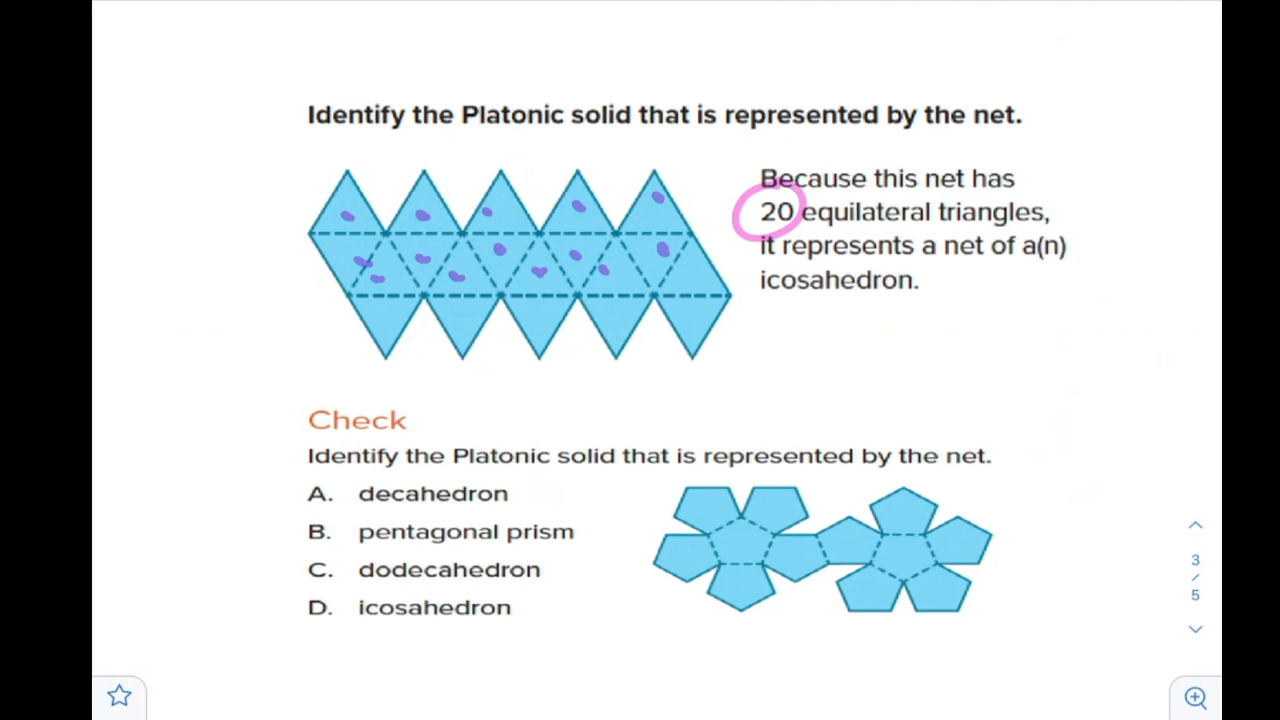 Identify the Platonic solid that is represented by the net.
Because this net has
20 equilateral triangles,
it represents a net of a(n)
icosahedron.
Check
Identify the Platonic solid that is represented by the net.
A. decahedron
B. pentagonal prism
C. dodecahedron
D. icosahedron
3
/
5